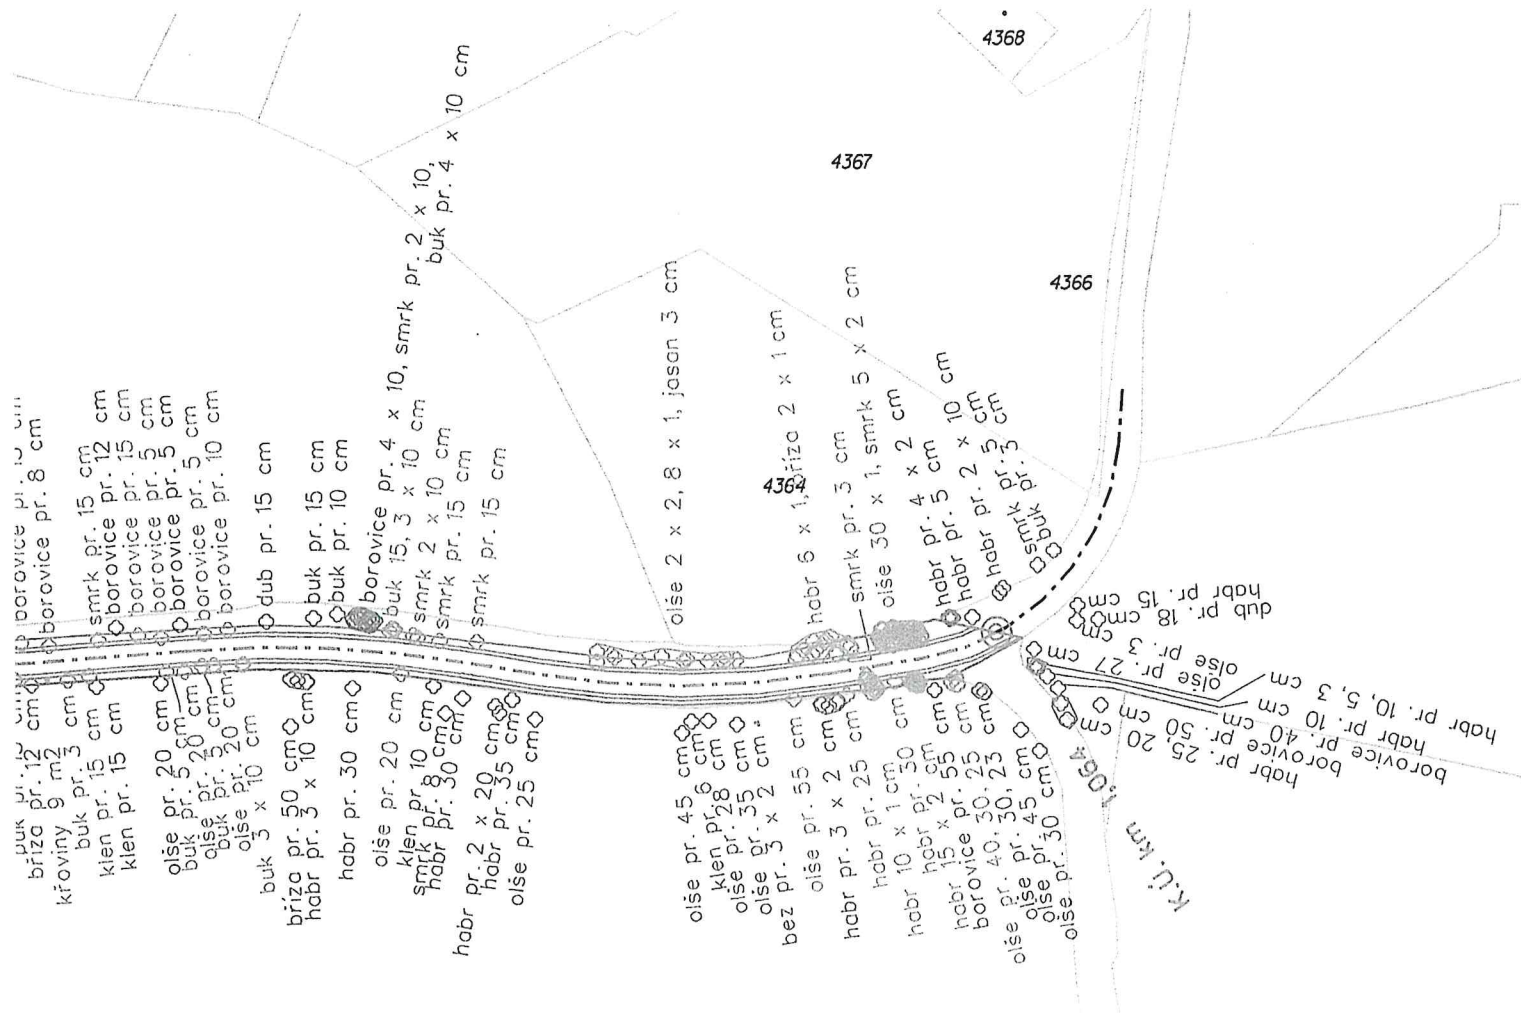 4368
4367
4366
4364
borovice pr. 8 cm
smrk pr. 15 cm
borovice pr. 12 cm
borovice pr. 15 cm
borovice pr. 5 cm
borovice pr. 5 cm
borovice pr. 5 cm
borovice pr. 10 cm
dub pr. 15 cm
buk pr. 15 cm
buk pr. 10 cm
borovice pr. 4 x 10, smrk pr. 2 x 10,
buk pr. 4 x 10 cm
buk 15, 3 x 10 cm
smrk 2 x 10 cm
smrk pr. 15 cm
smrk pr. 15 cm
olše 2 x 2, 8 x 1, jasan 3 cm
habr 6 x 1, bříza 2 x 1 cm
smrk pr. 3 cm
olše 30 x 1, smrk 5 x 2 cm
habr pr. 4 x 2 cm
habr pr. 5 cm
habr pr. 2 x 10 cm
smrk pr. 5 cm
buk pr. 3 cm
bříza pr. 12 cm
křoviny 9 m2
buk pr. 3 cm
klen pr. 15 cm
klen pr. 15 cm
olše pr. 20 cm
buk pr. 5 cm
olše pr. 20 cm
buk pr. 5 cm
olše pr. 20 cm
buk 3 x 10 cm
bříza pr. 50 cm
habr pr. 3 x 10 cm
habr pr. 30 cm
olše pr. 20 cm
klen pr. 10 cm
smrk pr. 8 cm
habr pr. 30 cm
habr pr. 2 x 20 cm
habr pr. 35 cm
olše pr. 25 cm
olše pr. 45 cm
klen pr. 6 cm
olše pr. 28 cm
olše pr. 35 cm
bez pr. 3 x 2 cm
olše pr. 55 cm
habr pr. 3 x 2 cm
habr pr. 25 cm
habr 10 x 1 cm
habr pr. 30 cm
habr 15 x 2 cm
borovice pr. 55 cm
olše pr. 40, 30, 25
olše pr. 45 cm
olše pr. 30 cm
habr pr. 15 cm
dub pr. 18 cm
olše pr. 3 cm
olše pr. 27 cm
habr pr. 10, 5, 3 cm
habr pr. 10 cm
borovice pr. 40 cm
borovice pr. 50 cm
habr pr. 25, 20 cm
K.Ú. km 1,064